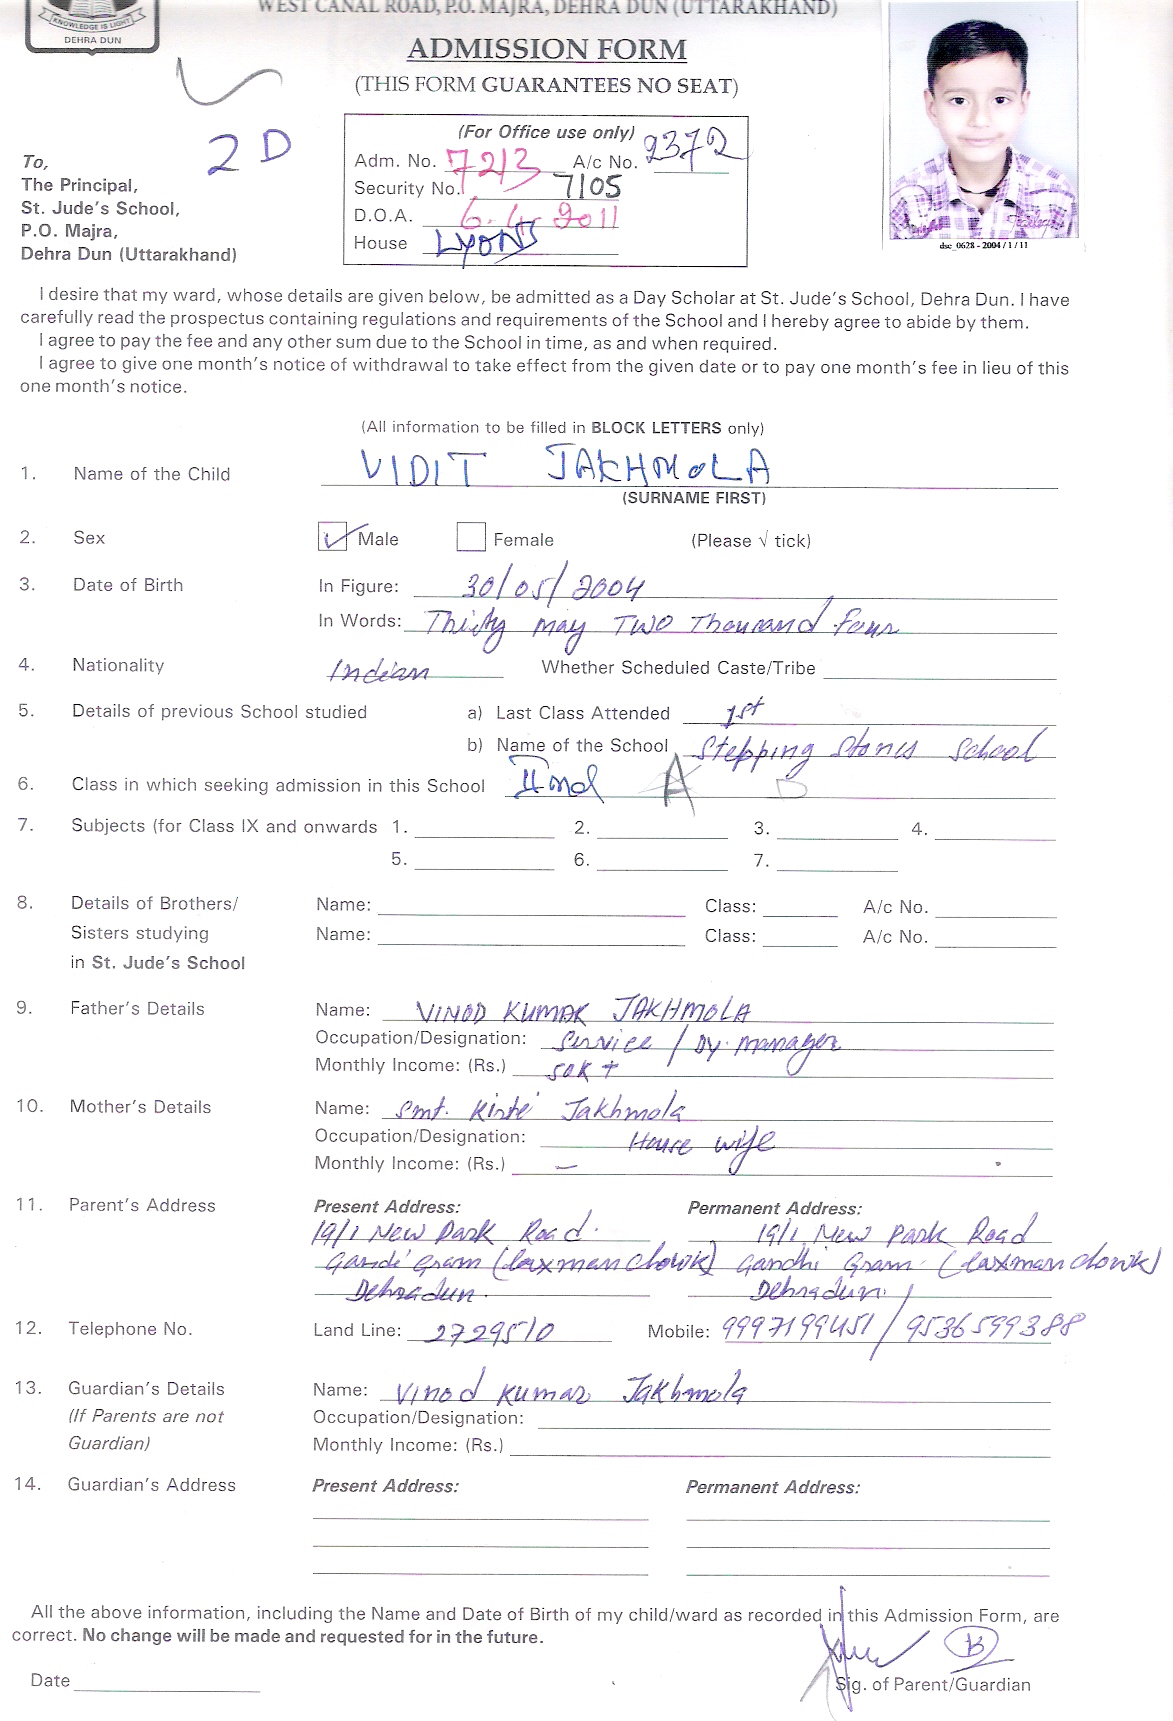 KNOWLEDGE IS LIGHT
DEHRA DUN
WEST CANAL ROAD, P.O. MAJRA, DEHRA DUN (UTTARAKHAND)
ADMISSION FORM
(THIS FORM GUARANTEES NO SEAT)
2 D
(For Office use only)
Adm. No. 7213 A/c No. 2372
Security No. 7105
D.O.A. 6.4.2011
House LYONS
dsc_0628 - 2004 / 1 / 11
To,
The Principal,
St. Jude's School,
P.O. Majra,
Dehra Dun (Uttarakhand)
I desire that my ward, whose details are given below, be admitted as a Day Scholar at St. Jude's School, Dehra Dun. I have
carefully read the prospectus containing regulations and requirements of the School and I hereby agree to abide by them.
I agree to pay the fee and any other sum due to the School in time, as and when required.
I agree to give one month's notice of withdrawal to take effect from the given date or to pay one month's fee in lieu of this
one month's notice.
(All information to be filled in BLOCK LETTERS only)
1. Name of the Child VIDIT JAKHMOLA
(SURNAME FIRST)
2. Sex Male Female (Please √ tick)
3. Date of Birth In Figure: 30/05/2004
In Words: Thirty may Two Thousand four
4. Nationality Indian Whether Scheduled Caste/Tribe
5. Details of previous School studied a) Last Class Attended 1st
b) Name of the School Stepping Stones School
6. Class in which seeking admission in this School IInd A D
7. Subjects (for Class IX and onwards 1. 2. 3. 4.
5. 6. 7.
8. Details of Brothers/ Name: Class: A/c No.
Sisters studying Name: Class: A/c No.
in St. Jude's School
9. Father's Details Name: VINOD KUMAR JAKHMOLA
Occupation/Designation: Service / Dy. manager
Monthly Income: (Rs.) 50K +
10. Mother's Details Name: Smt. Kirti Jakhmola
Occupation/Designation: House wife
Monthly Income: (Rs.) —
11. Parent's Address Present Address: Permanent Address:
19/1 New Park Road. 19/1, New Park Road
Gandi Gram (laxman chowk) Gandhi Gram (laxman chowk)
Dehradun. Dehradun.
12. Telephone No. Land Line: 2729510 Mobile: 9997199451 / 9536599388
13. Guardian's Details Name: Vinod Kumar Jakhmola
(If Parents are not Occupation/Designation:
Guardian) Monthly Income: (Rs.)
14. Guardian's Address Present Address: Permanent Address:
All the above information, including the Name and Date of Birth of my child/ward as recorded in this Admission Form, are
correct. No change will be made and requested for in the future.
Date Sig. of Parent/Guardian